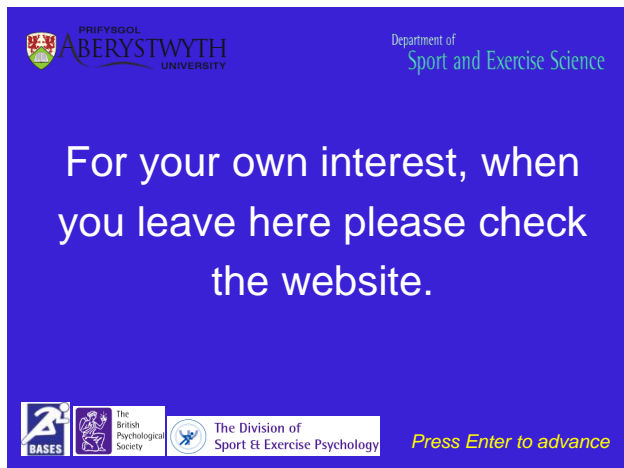 PRIFYSGOL
ABERYSTWYTH
UNIVERSITY
Department of
Sport and Exercise Science
For your own interest, when
you leave here please check
the website.
BASES
The
British
Psychological
Society
The Division of
Sport & Exercise Psychology
Press Enter to advance